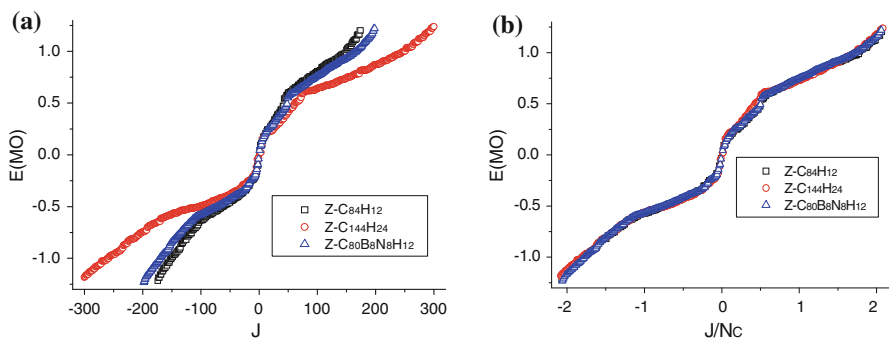 (a)
1.0
0.5
0.0
-0.5
-1.0
E(MO)
Z-C84H12
Z-C144H24
Z-C80B8N8H12
-300 -200 -100 0 100 200 300
J
(b)
1.0
0.5
0.0
-0.5
-1.0
E(MO)
Z-C84H12
Z-C144H24
Z-C80B8N8H12
-2 -1 0 1 2
J/NC